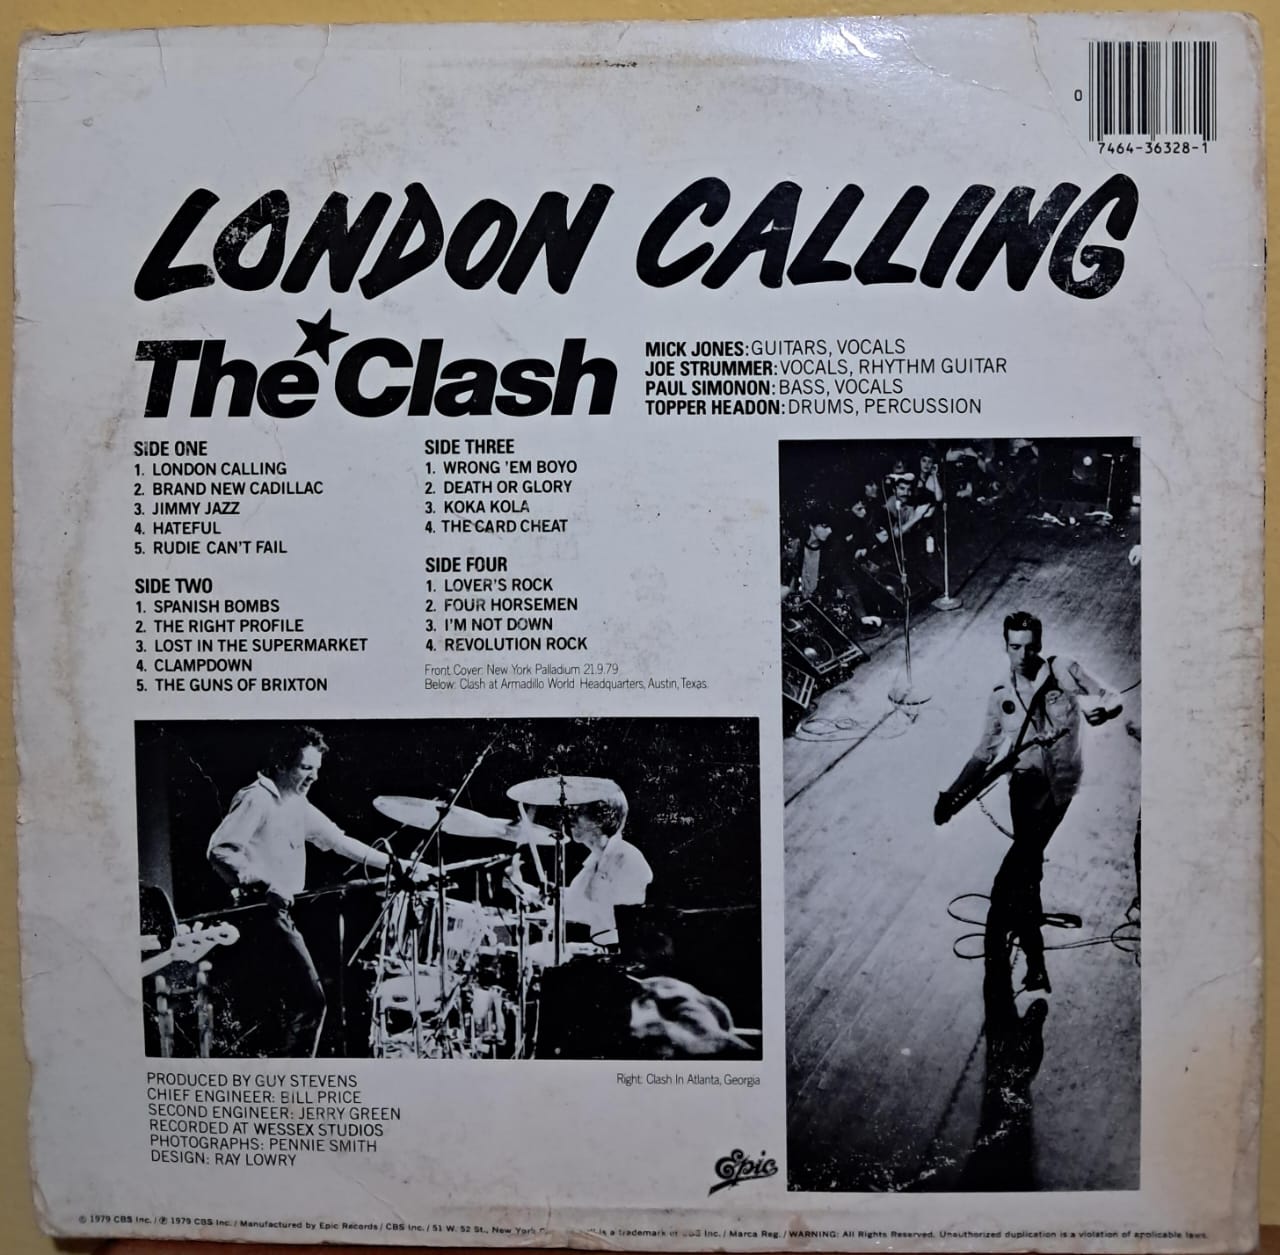 0
7464-36328-1
LONDON CALLING
The Clash
MICK JONES: GUITARS, VOCALS
JOE STRUMMER: VOCALS, RHYTHM GUITAR
PAUL SIMONON: BASS, VOCALS
TOPPER HEADON: DRUMS, PERCUSSION
SIDE ONE
1. LONDON CALLING
2. BRAND NEW CADILLAC
3. JIMMY JAZZ
4. HATEFUL
5. RUDIE CAN'T FAIL
SIDE TWO
1. SPANISH BOMBS
2. THE RIGHT PROFILE
3. LOST IN THE SUPERMARKET
4. CLAMPDOWN
5. THE GUNS OF BRIXTON
SIDE THREE
1. WRONG 'EM BOYO
2. DEATH OR GLORY
3. KOKA KOLA
4. THE CARD CHEAT
SIDE FOUR
1. LOVER'S ROCK
2. FOUR HORSEMEN
3. I'M NOT DOWN
4. REVOLUTION ROCK
Front Cover: New York Palladium 21.9.79
Below: Clash at Armadillo World Headquarters, Austin, Texas.
Right: Clash In Atlanta, Georgia
PRODUCED BY GUY STEVENS
CHIEF ENGINEER: BILL PRICE
SECOND ENGINEER: JERRY GREEN
RECORDED AT WESSEX STUDIOS
PHOTOGRAPHS: PENNIE SMITH
DESIGN: RAY LOWRY
Epic
© 1979 CBS Inc. / ℗ 1979 CBS Inc. / Manufactured by Epic Records / CBS Inc. / 51 W. 52 St., New York is a trademark of CBS Inc. / Marca Reg. / WARNING: All Rights Reserved. Unauthorized duplication is a violation of applicable laws.